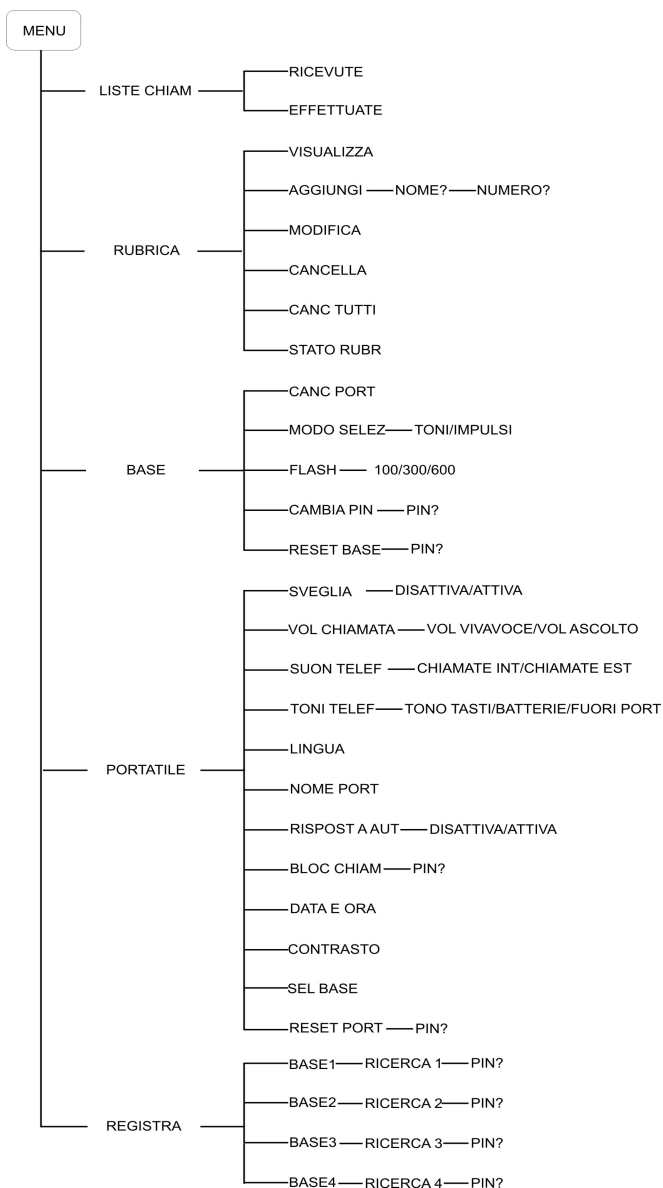 MENU
LISTE CHIAM
RICEVUTE
EFFETTUATE
RUBRICA
VISUALIZZA
AGGIUNGI NOME? NUMERO?
MODIFICA
CANCELLA
CANC TUTTI
STATO RUBR
BASE
CANC PORT
MODO SELEZ TONI/IMPULSI
FLASH 100/300/600
CAMBIA PIN PIN?
RESET BASE PIN?
PORTATILE
SVEGLIA DISATTIVA/ATTIVA
VOL CHIAMATA VOL VIVAVOCE/VOL ASCOLTO
SUON TELEF CHIAMATE INT/CHIAMATE EST
TONI TELEF TONO TASTI/BATTERIE/FUORI PORT
LINGUA
NOME PORT
RISPOST A AUT DISATTIVA/ATTIVA
BLOC CHIAM PIN?
DATA E ORA
CONTRASTO
SEL BASE
RESET PORT PIN?
REGISTRA
BASE1 RICERCA 1 PIN?
BASE2 RICERCA 2 PIN?
BASE3 RICERCA 3 PIN?
BASE4 RICERCA 4 PIN?